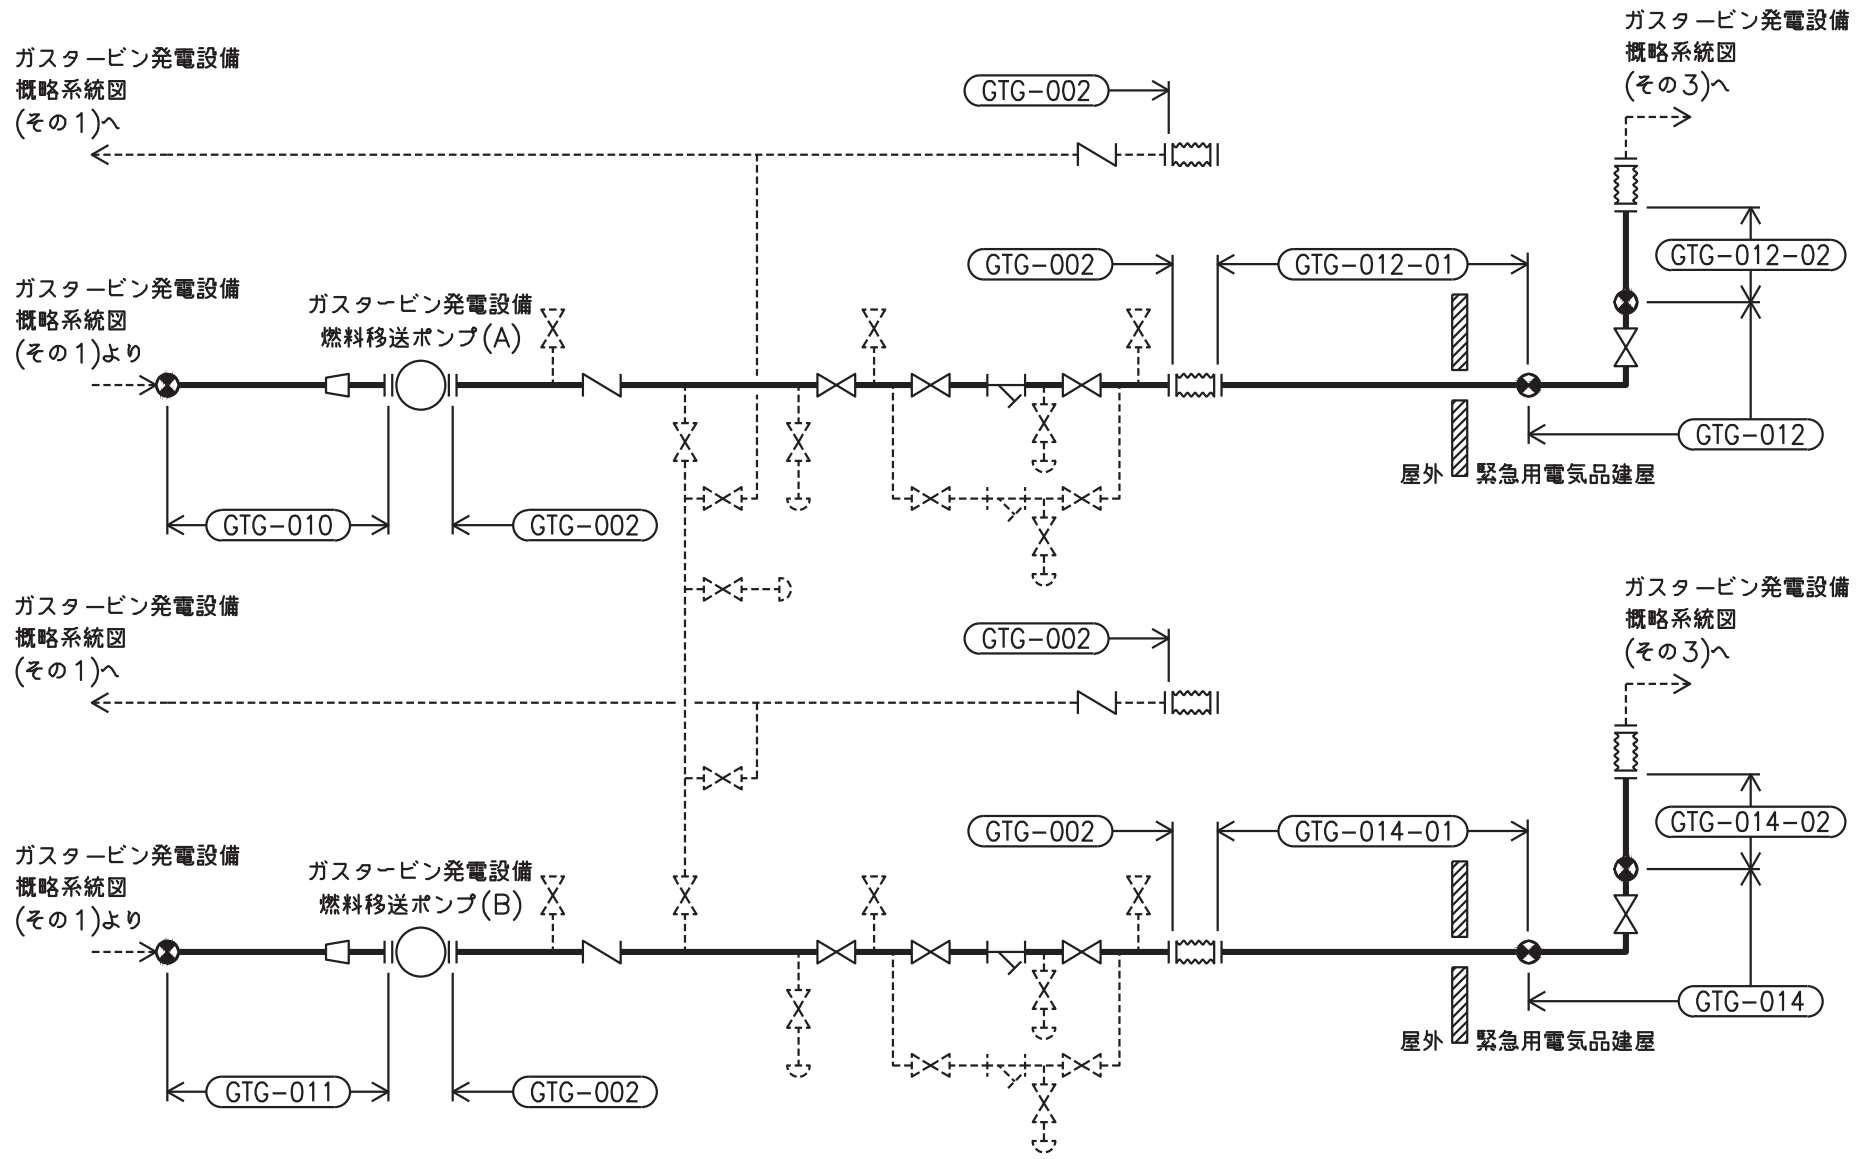 ガスタービン発電設備
概略系統図
(その3)へ
ガスタービン発電設備
概略系統図
(その1)へ
GTG-002
GTG-002
GTG-012-01
GTG-012-02
ガスタービン発電設備
概略系統図
(その1)より
ガスタービン発電設備
燃料移送ポンプ(A)
GTG-012
屋外
緊急用電気品建屋
GTG-010
GTG-002
ガスタービン発電設備
概略系統図
(その3)へ
ガスタービン発電設備
概略系統図
(その1)へ
GTG-002
GTG-002
GTG-014-01
GTG-014-02
ガスタービン発電設備
概略系統図
(その1)より
ガスタービン発電設備
燃料移送ポンプ(B)
GTG-014
屋外
緊急用電気品建屋
GTG-011
GTG-002